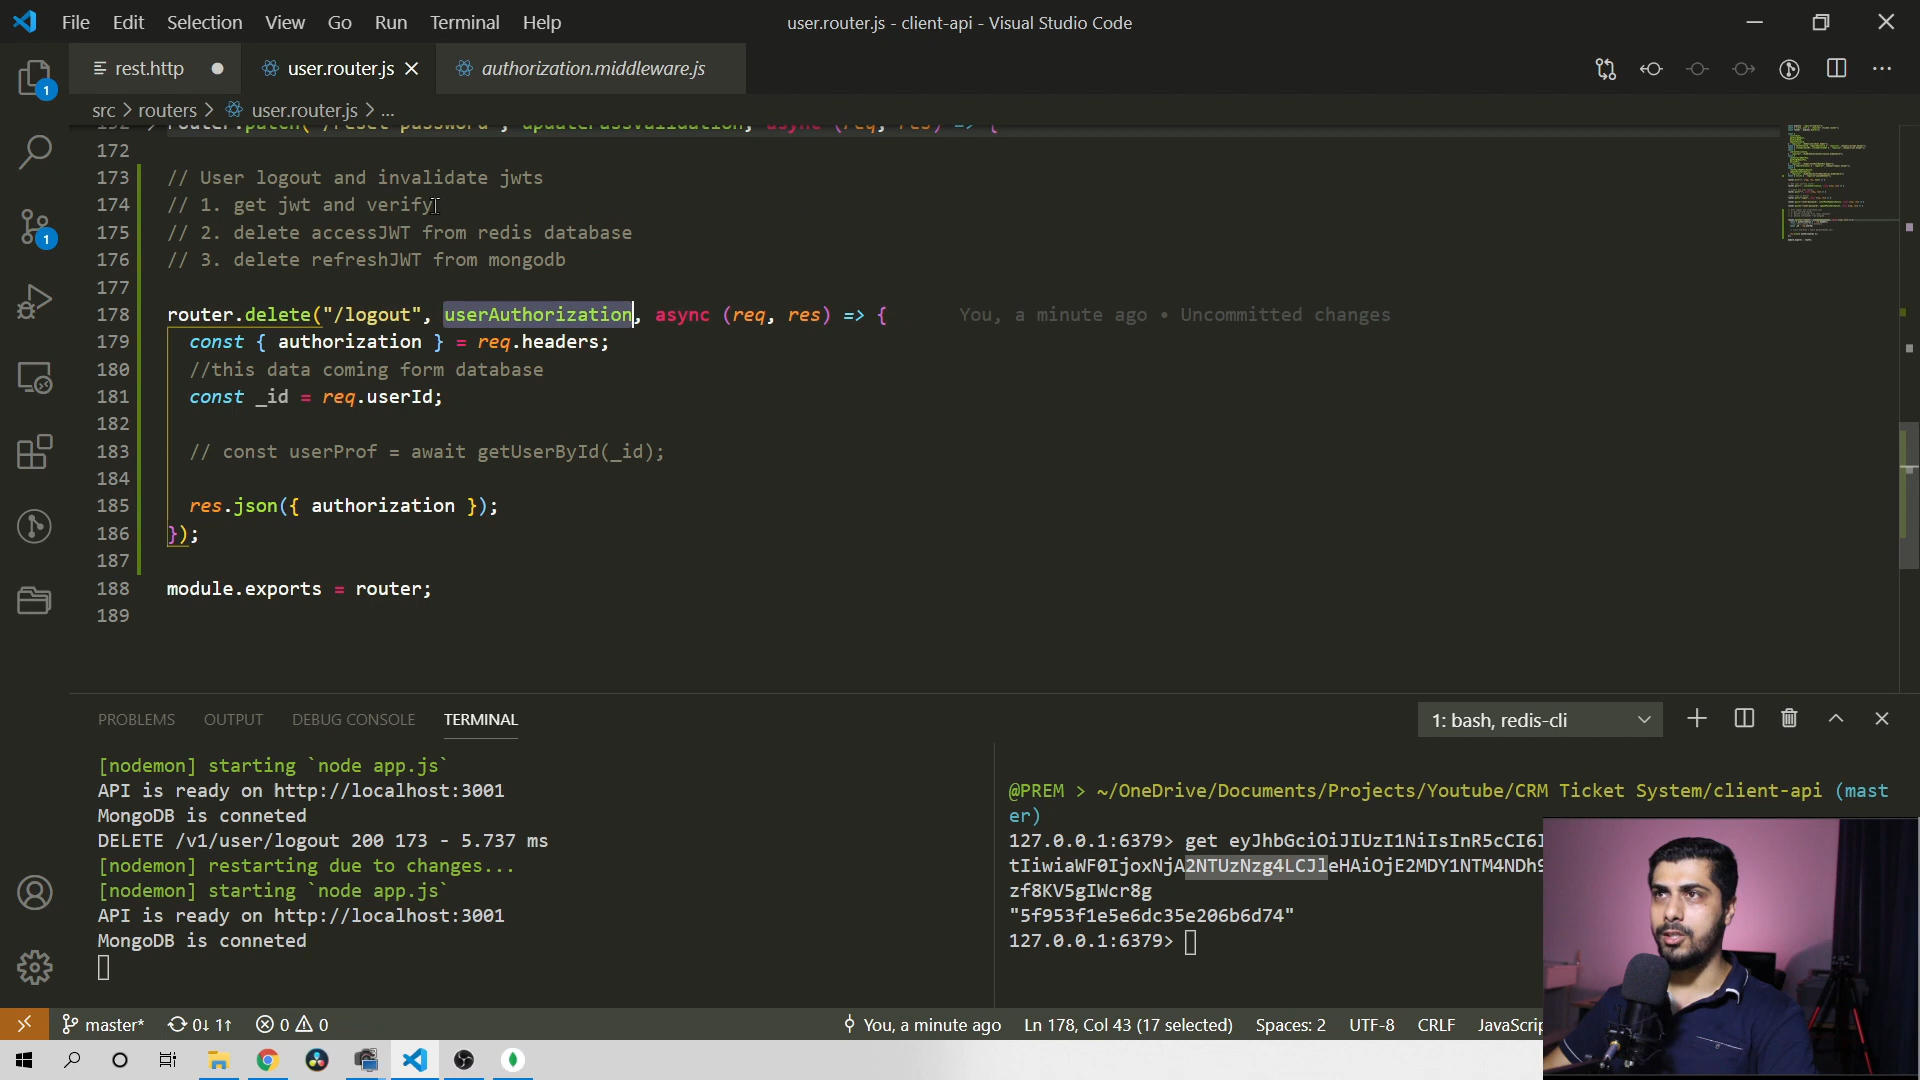 File Edit Selection View Go Run Terminal Help
user.router.js - client-api - Visual Studio Code
rest.http user.router.js authorization.middleware.js
src > routers > user.router.js > ...
172
173 // User logout and invalidate jwts
174 // 1. get jwt and verify
175 // 2. delete accessJWT from redis database
176 // 3. delete refreshJWT from mongodb
177
178 router.delete("/logout", userAuthorization, async (req, res) => { You, a minute ago • Uncommitted changes
179 const { authorization } = req.headers;
180 //this data coming form database
181 const _id = req.userId;
182
183 // const userProf = await getUserById(_id);
184
185 res.json({ authorization });
186 });
187
188 module.exports = router;
189
PROBLEMS OUTPUT DEBUG CONSOLE TERMINAL
1: bash, redis-cli
[nodemon] starting `node app.js`
API is ready on http://localhost:3001
MongoDB is conneted
DELETE /v1/user/logout 200 173 - 5.737 ms
[nodemon] restarting due to changes...
[nodemon] starting `node app.js`
API is ready on http://localhost:3001
MongoDB is conneted
@PREM > ~/OneDrive/Documents/Projects/Youtube/CRM Ticket System/client-api (mast
er)
127.0.0.1:6379> get eyJhbGciOiJIUzI1NiIsInR5cCI6I
tIiwiaWF0IjoxNjA2NTUzNzg4LCJleHAiOjE2MDY1NTM4NDh9
zf8KV5gIWcr8g
"5f953f1e5e6dc35e206b6d74"
127.0.0.1:6379>
1
1
master* 0↓ 1↑ 0 0 You, a minute ago Ln 178, Col 43 (17 selected) Spaces: 2 UTF-8 CRLF JavaScrip